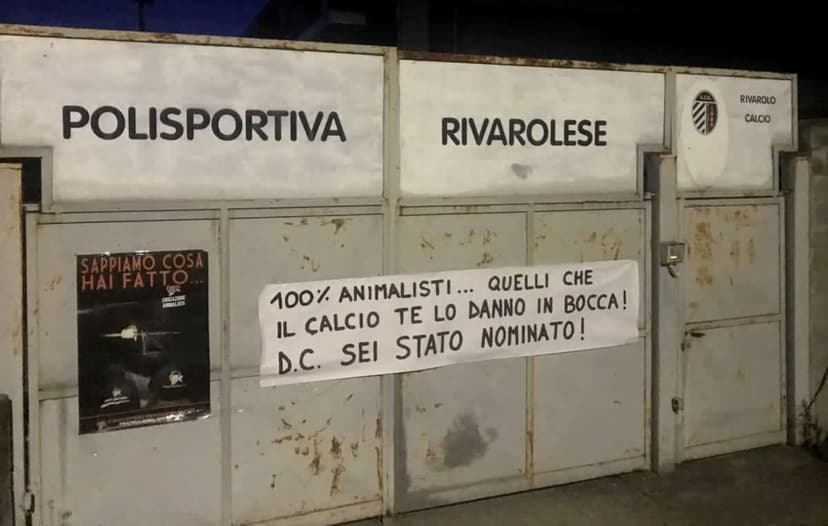 POLISPORTIVA
RIVAROLESE
RIVAROLO
CALCIO
SAPPIAMO COSA
HAI FATTO...
100% ANIMALISTI... QUELLI CHE
IL CALCIO TE LO DANNO IN BOCCA!
D.C. SEI STATO NOMINATO!